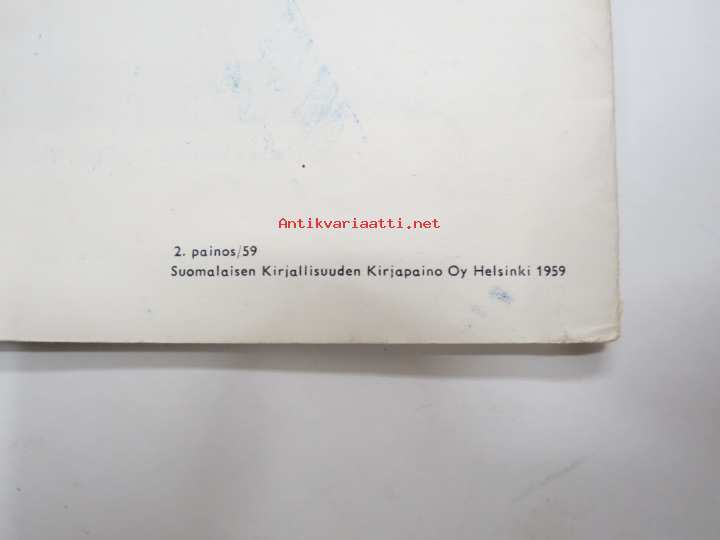 Antikvariaatti.net
2. painos/59
Suomalaisen Kirjallisuuden Kirjapaino Oy Helsinki 1959